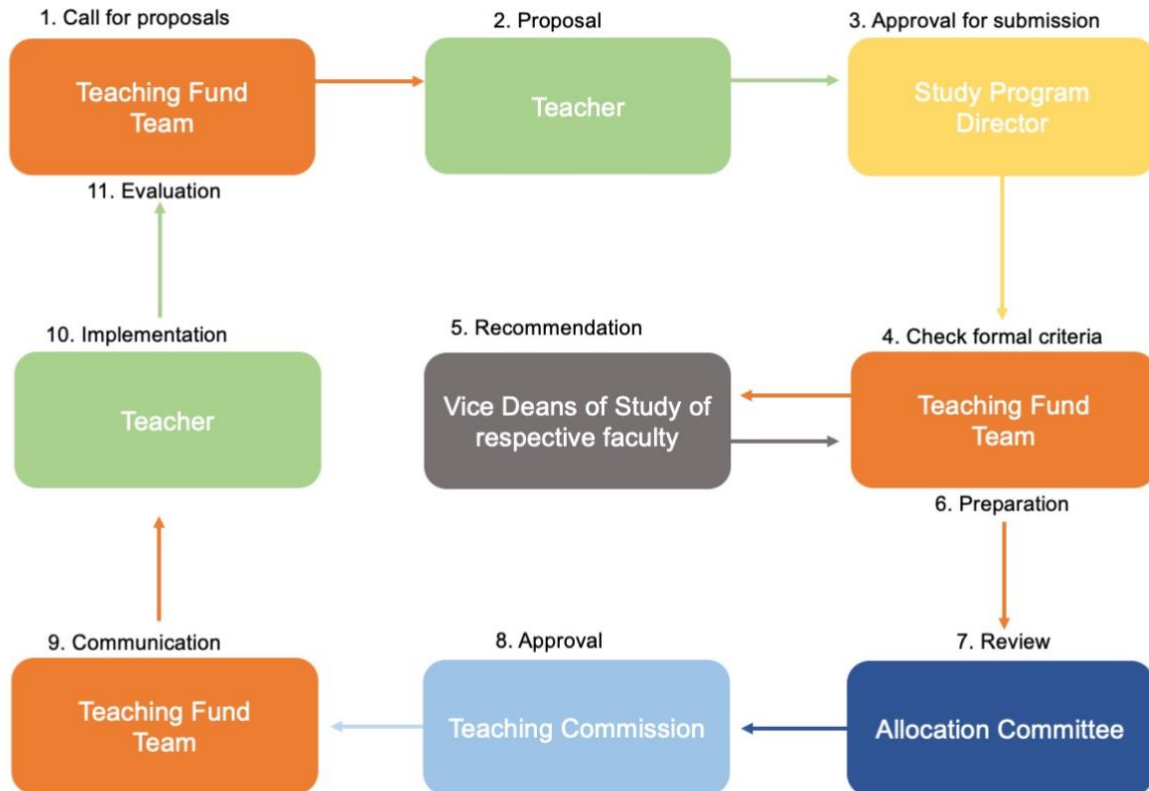 1. Call for proposals
Teaching Fund
Team
2. Proposal
Teacher
3. Approval for submission
Study Program
Director
11. Evaluation
10. Implementation
Teacher
5. Recommendation
Vice Deans of Study of
respective faculty
4. Check formal criteria
Teaching Fund
Team
6. Preparation
9. Communication
Teaching Fund
Team
8. Approval
Teaching Commission
7. Review
Allocation Committee